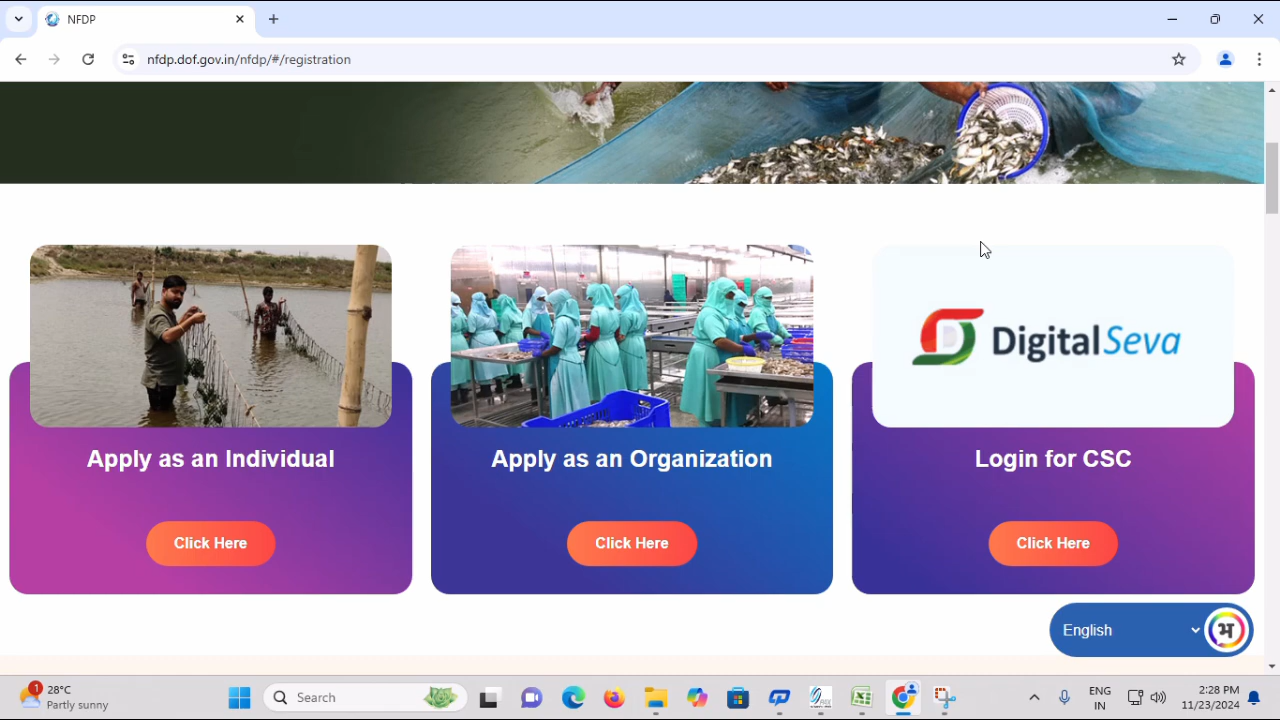 NFDP
nfdp.dof.gov.in/nfdp/#/registration
DigitalSeva
Apply as an Individual
Apply as an Organization
Login for CSC
Click Here
Click Here
Click Here
English
भ
1
28°C
Partly sunny
Search
ENG
IN
2:28 PM
11/23/2024